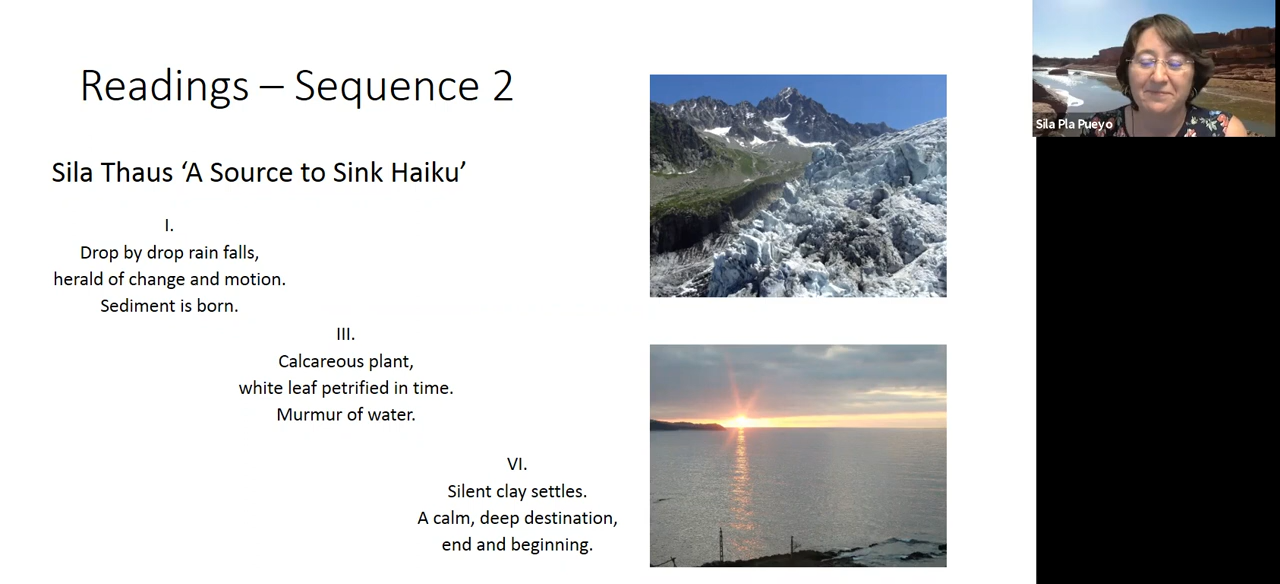 Readings – Sequence 2
Sila Thaus ‘A Source to Sink Haiku’
I.
Drop by drop rain falls,
herald of change and motion.
Sediment is born.
III.
Calcareous plant,
white leaf petrified in time.
Murmur of water.
VI.
Silent clay settles.
A calm, deep destination,
end and beginning.
Sila Pla Pueyo